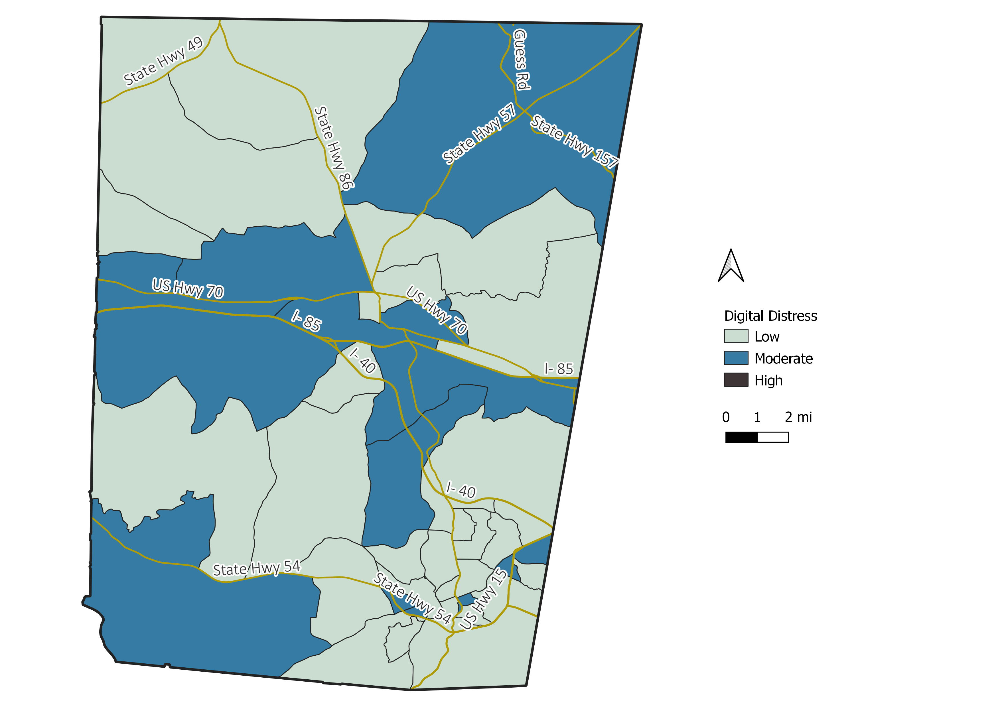 State Hwy 49
Guess Rd
State Hwy 86
State Hwy 57
State Hwy 157
US Hwy 70
US Hwy 70
I- 85
I- 40
I- 85
I- 40
State Hwy 54
State Hwy 54
US Hwy 15
Digital Distress
Low
Moderate
High
0 1 2 mi